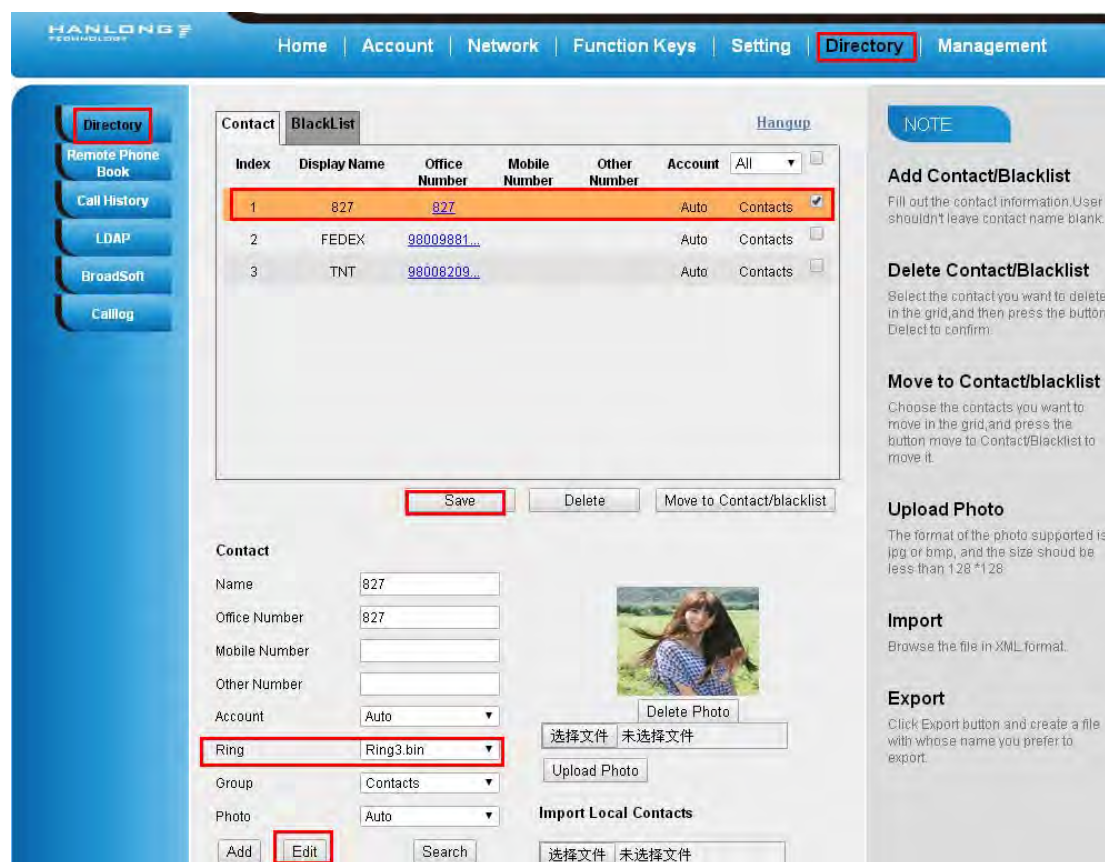 HANLONG
TECHNOLOGY
Home | Account | Network | Function Keys | Setting | Directory | Management
Directory
Remote Phone
Book
Call History
LDAP
BroadSoft
Calllog
Contact BlackList Hangup
Index Display Name Office Number Mobile Number Other Number Account All
1 827 827 Auto Contacts
2 FEDEX 98009881... Auto Contacts
3 TNT 98008209... Auto Contacts
Save Delete Move to Contact/blacklist
Contact
Name 827
Office Number 827
Mobile Number
Other Number
Account Auto
Ring Ring3.bin
Group Contacts
Photo Auto
Add Edit Search
Delete Photo
选择文件 未选择文件
Upload Photo
Import Local Contacts
选择文件 未选择文件
NOTE
Add Contact/Blacklist
Fill out the contact information.User
shouldn't leave contact name blank.
Delete Contact/Blacklist
Select the contact you want to delete
in the grid,and then press the button
Delect to confirm.
Move to Contact/blacklist
Choose the contacts you want to
move in the grid,and press the
button move to Contact/Blacklist to
move it.
Upload Photo
The format of the photo supported is
jpg or bmp, and the size shoud be
less than 128*128
Import
Browse the file in XML format.
Export
Click Export button and create a file
with whose name you prefer to
export.